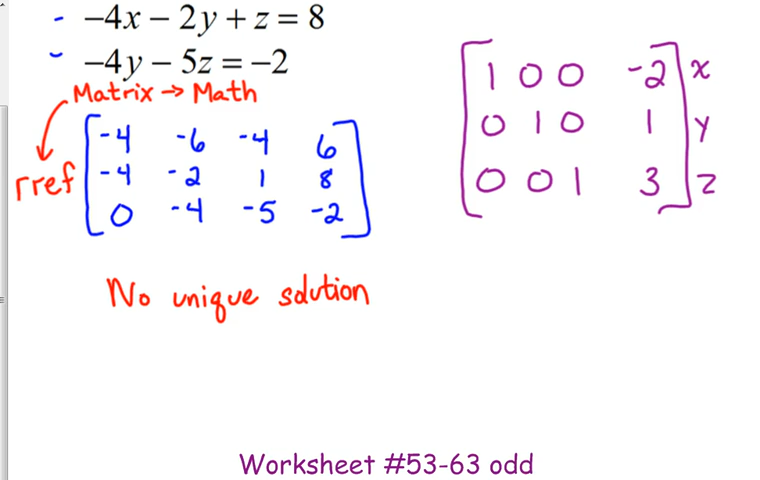 - −4x − 2y + z = 8
- −4y − 5z = −2
Matrix → Math
rref
-4 -6 -4 6
-4 -2 1 8
0 -4 -5 -2
1 0 0 -2 x
0 1 0 1 y
0 0 1 3 z
No unique solution
Worksheet #53-63 odd